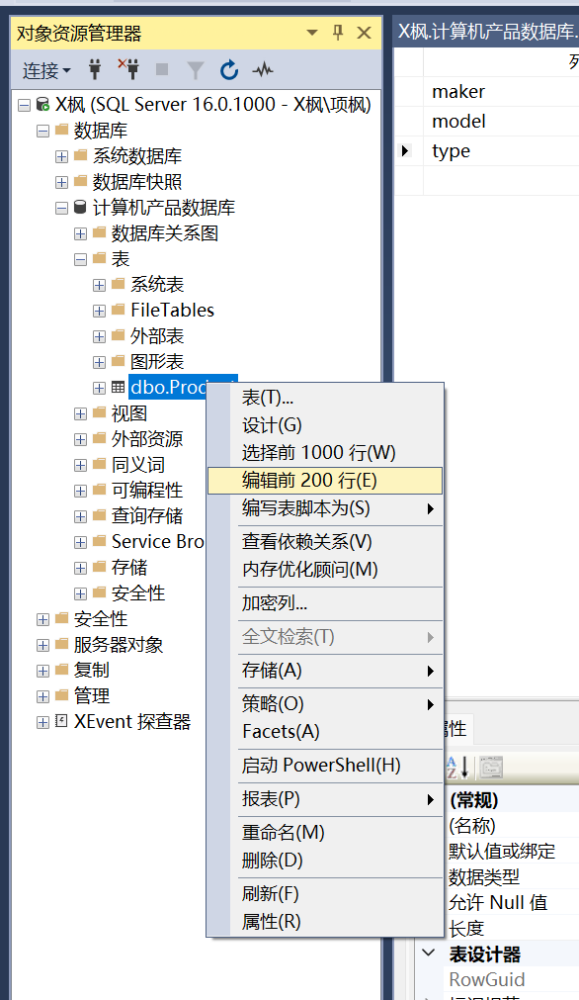 对象资源管理器
连接
X枫 (SQL Server 16.0.1000 - X枫\项枫)
数据库
系统数据库
数据库快照
计算机产品数据库
数据库关系图
表
系统表
FileTables
外部表
图形表
dbo.Produ
视图
外部资源
同义词
可编程性
查询存储
Service Bro
存储
安全性
安全性
服务器对象
复制
管理
XEvent 探查器
表(T)...
设计(G)
选择前 1000 行(W)
编辑前 200 行(E)
编写表脚本为(S)
查看依赖关系(V)
内存优化顾问(M)
加密列...
全文检索(T)
存储(A)
策略(O)
Facets(A)
启动 PowerShell(H)
报表(P)
重命名(M)
删除(D)
刷新(F)
属性(R)
X枫.计算机产品数据库.
列
maker
model
type
属性
(常规)
(名称)
默认值或绑定
数据类型
允许 Null 值
长度
表设计器
RowGuid